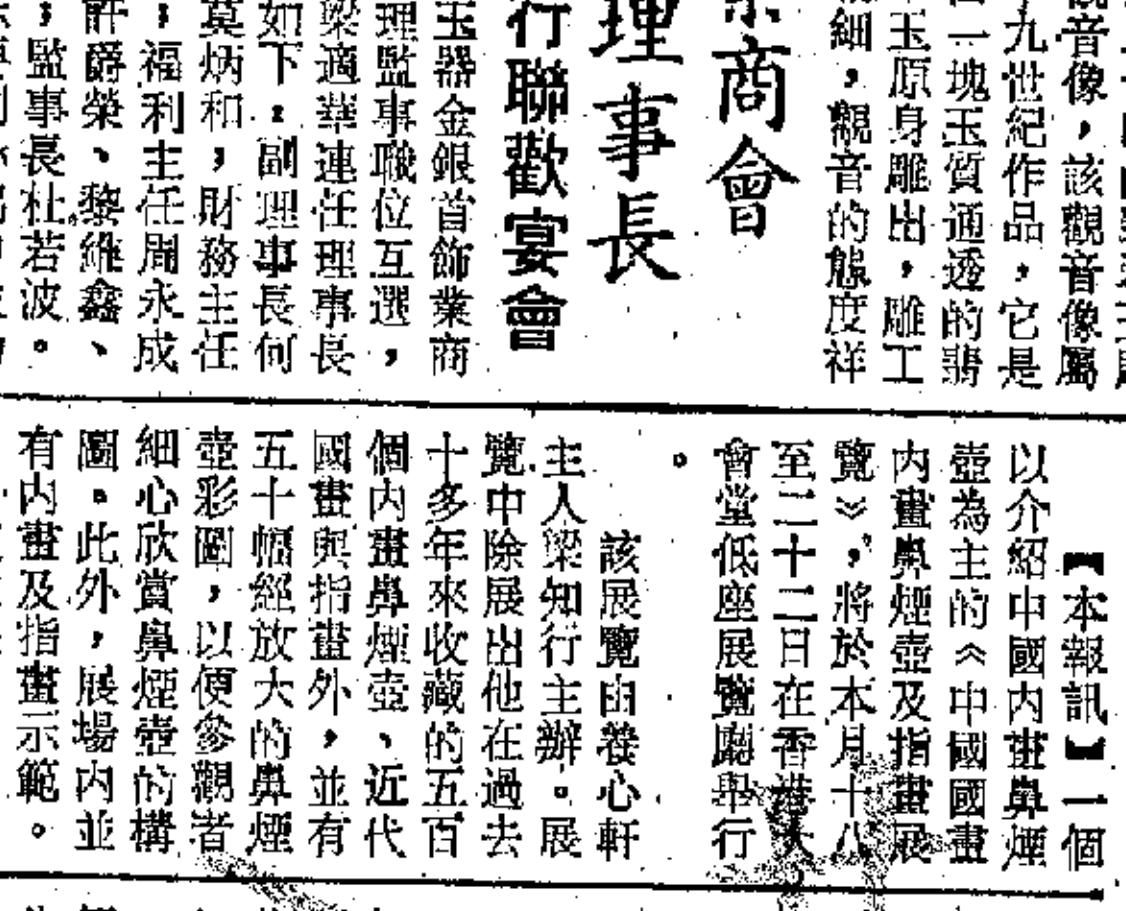 觀音像，該觀音像屬
九世紀作品，它是
一塊玉質通透的翡
玉原身雕出，雕工
細，觀音的態度祥
商會
理事長
行聯歡宴會
玉器金銀首飾業商
理監事職位互選，
梁適華連任理事長
如下：副理事長何
莫炳和，財務主任
，福利主任周永成
許爵榮、黎維鑫、
監事長杜若波。
【本報訊】一個
以介紹中國內畫鼻煙
壺為主的《中國國畫
內畫鼻煙壺及指畫展
覽》，將於本月十八
至二十二日在香港大
會堂低座展覽廳舉行
。
該展覽由養心軒
主人梁知行主辦。展
覽中除展出他在過去
十多年來收藏的五百
個內畫鼻煙壺、近代
國畫與指畫外，並有
五十幅經放大的鼻煙
壺彩圖，以便參觀者
細心欣賞鼻煙壺的構
圖。此外，展場內並
有內畫及指畫示範。